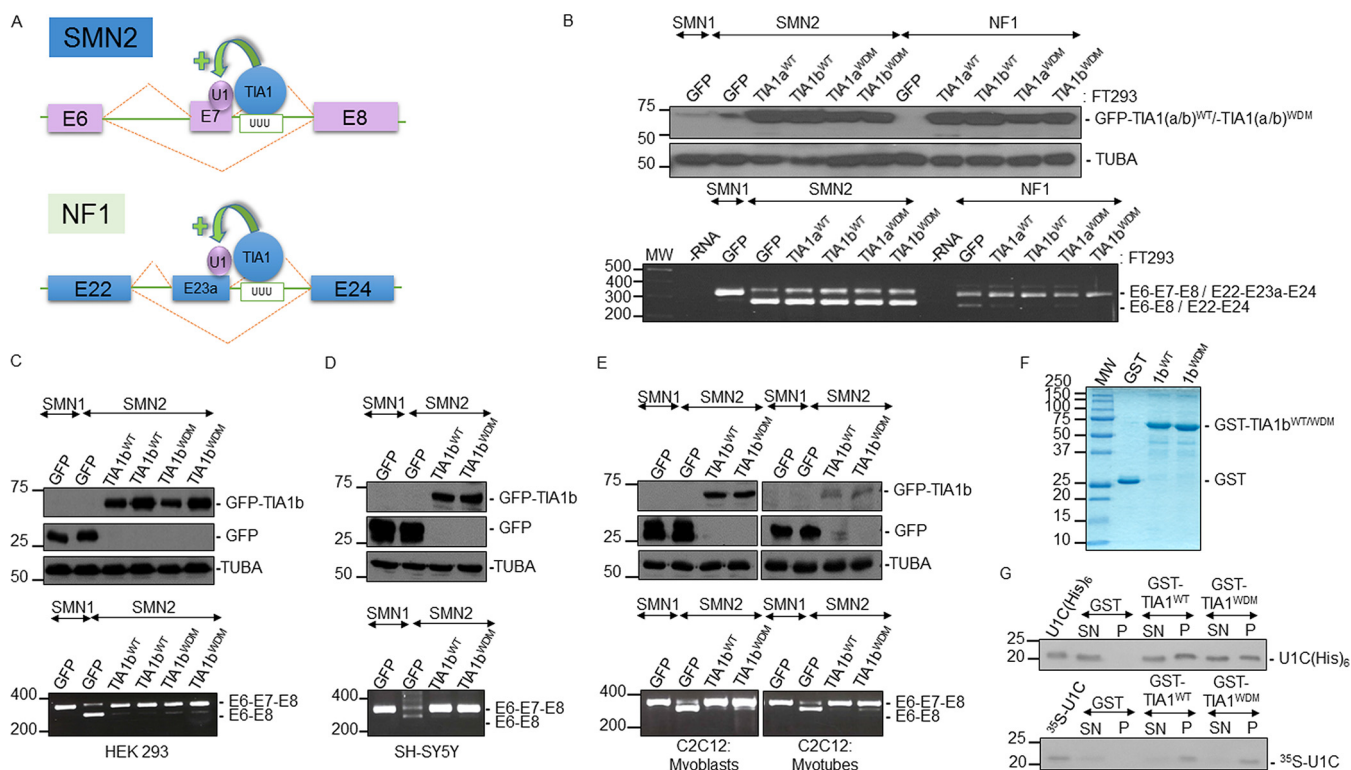 A
SMN2
+
U1
TIA1
E6
E7
UUU
E8
NF1
+
U1
TIA1
E22
E23a
UUU
E24
B
SMN1 SMN2 NF1
GFP GFP TIA1a^WT TIA1b^WT TIA1a^WDM TIA1b^WDM GFP TIA1a^WT TIA1b^WT TIA1a^WDM TIA1b^WDM
: FT293
75
50
- GFP-TIA1(a/b)^WT/-TIA1(a/b)^WDM
50
- TUBA
SMN1 SMN2 NF1
MW -RNA GFP GFP TIA1a^WT TIA1b^WT TIA1a^WDM TIA1b^WDM -RNA GFP TIA1a^WT TIA1b^WT TIA1a^WDM TIA1b^WDM
: FT293
500
400
300
200
- E6-E7-E8 / E22-E23a-E24
- E6-E8 / E22-E24
C
SMN1 SMN2
GFP GFP TIA1b^WT TIA1b^WT TIA1b^WDM TIA1b^WDM
75
- GFP-TIA1b
25
- GFP
50
-TUBA
SMN1 SMN2
GFP GFP TIA1b^WT TIA1b^WT TIA1b^WDM TIA1b^WDM
400
200
E6-E7-E8
E6-E8
HEK 293
D
SMN1 SMN2
GFP GFP TIA1b^WT TIA1b^WDM
75
- GFP-TIA1b
25
- GFP
50
-TUBA
SMN1 SMN2
GFP GFP TIA1b^WT TIA1b^WDM
400
200
E6-E7-E8
E6-E8
SH-SY5Y
E
SMN1 SMN2 SMN1 SMN2
GFP GFP TIA1b^WT TIA1b^WDM GFP GFP TIA1b^WT TIA1b^WDM
75
- GFP-TIA1b
25
- GFP
50
-TUBA
SMN1 SMN2 SMN1 SMN2
GFP GFP TIA1b^WT TIA1b^WDM GFP GFP TIA1b^WT TIA1b^WDM
400
200
E6-E7-E8
E6-E8
C2C12: Myoblasts
C2C12: Myotubes
F
MW GST 1b^WT 1b^WDM
250
150
100
75
50
37
25
20
15
10
- GST-TIA1b^WT/WDM
- GST
G
U1C(His)6 GST GST-TIA1^WT GST-TIA1^WDM
SN P SN P SN P
25
20
- U1C(His)6
35S-U1C GST GST-TIA1^WT GST-TIA1^WDM
SN P SN P SN P
25
20
- 35S-U1C